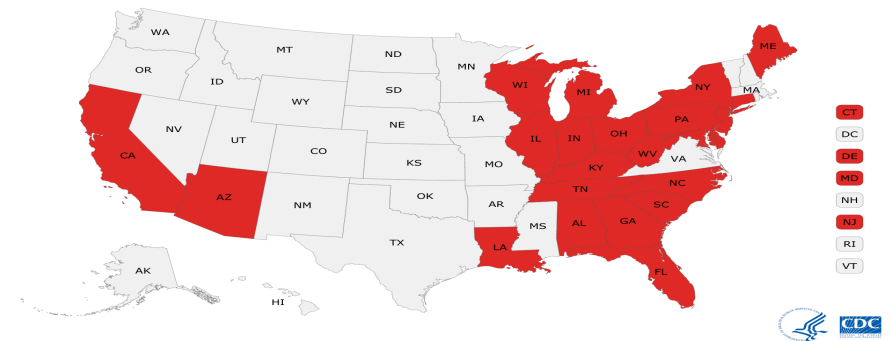 WA
MT
ND
MN
ME
OR
ID
SD
WI
MI
NY
MA
WY
IA
PA
CT
NV
NE
IL
IN
OH
DC
UT
CO
KS
MO
KY
WV
VA
DE
CA
MD
AZ
NM
OK
AR
TN
NC
NH
SC
NJ
TX
LA
MS
AL
GA
RI
AK
FL
VT
HI
CDC